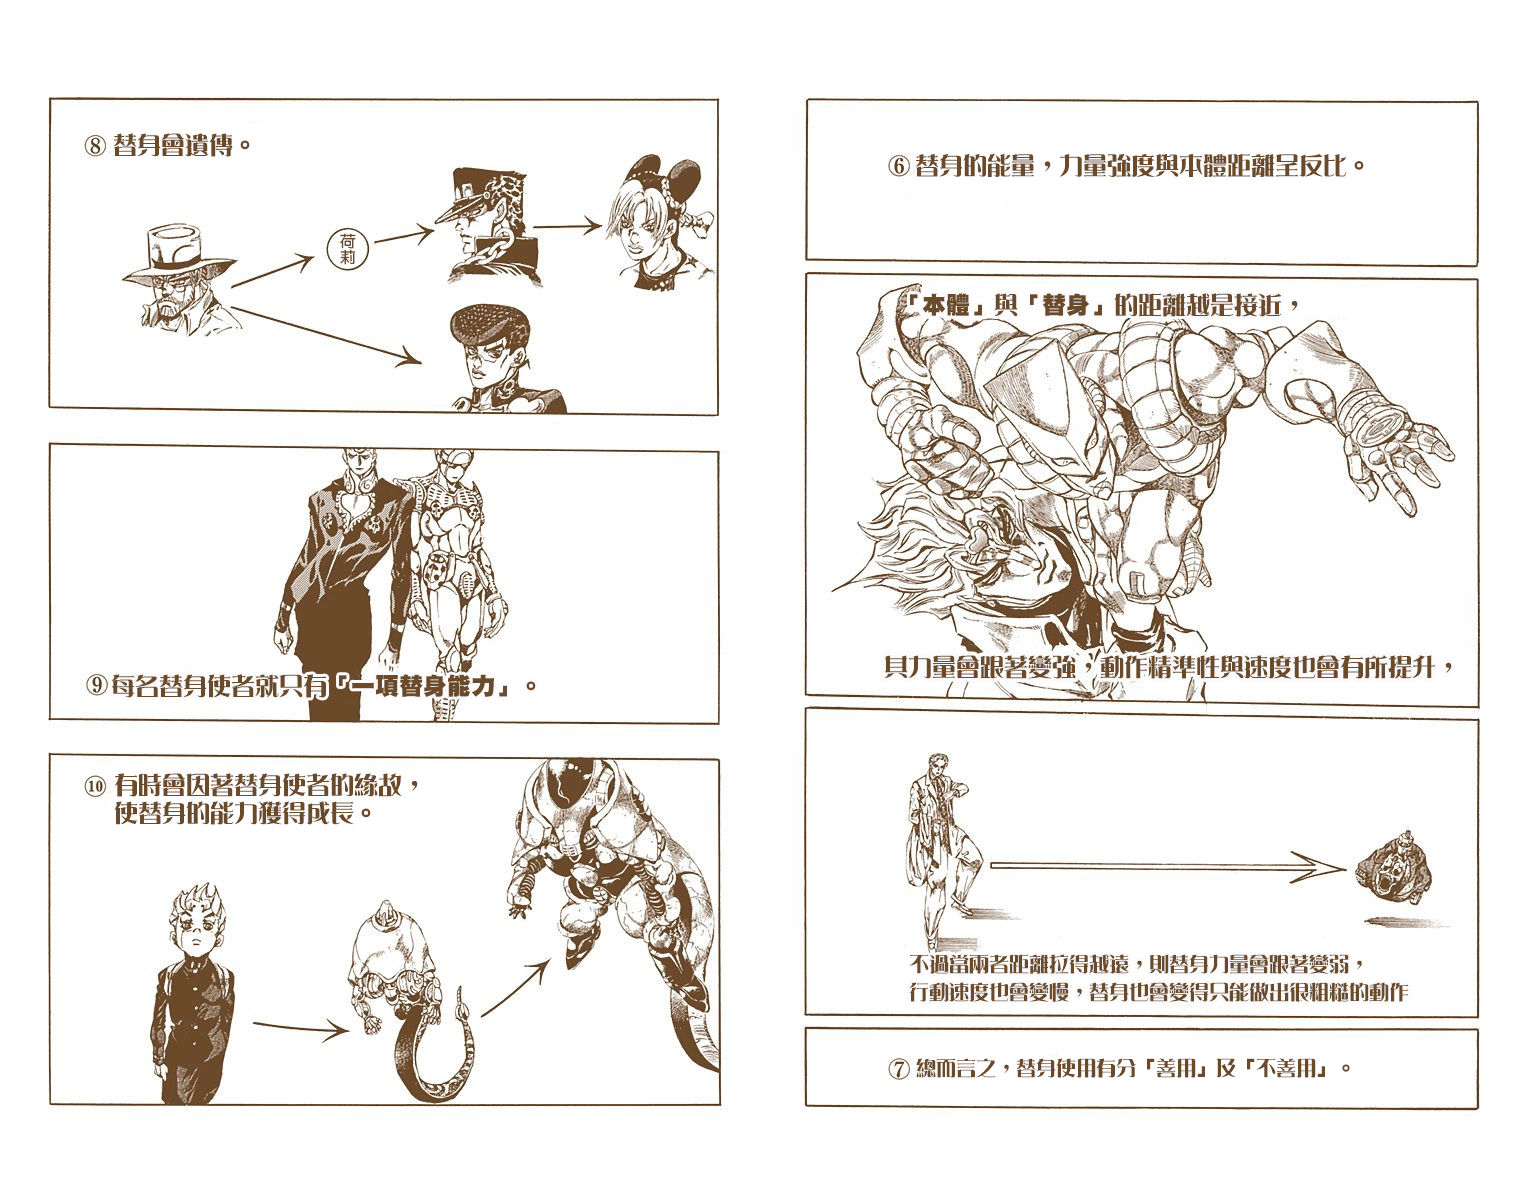 ⑥ 替身的能量，力量強度與本體距離呈反比。
「本體」與「替身」的距離越是接近，
其力量會跟著變強，動作精準性與速度也會有所提升，
不過當兩者距離拉得越遠，則替身力量會跟著變弱，
行動速度也會變慢，替身也會變得只能做出很粗糙的動作
⑦ 總而言之，替身使用有分「善用」及「不善用」。
⑧ 替身會遺傳。
荷莉
⑨ 每名替身使者就只有「一項替身能力」。
⑩ 有時會因著替身使者的緣故，
使替身的能力獲得成長。